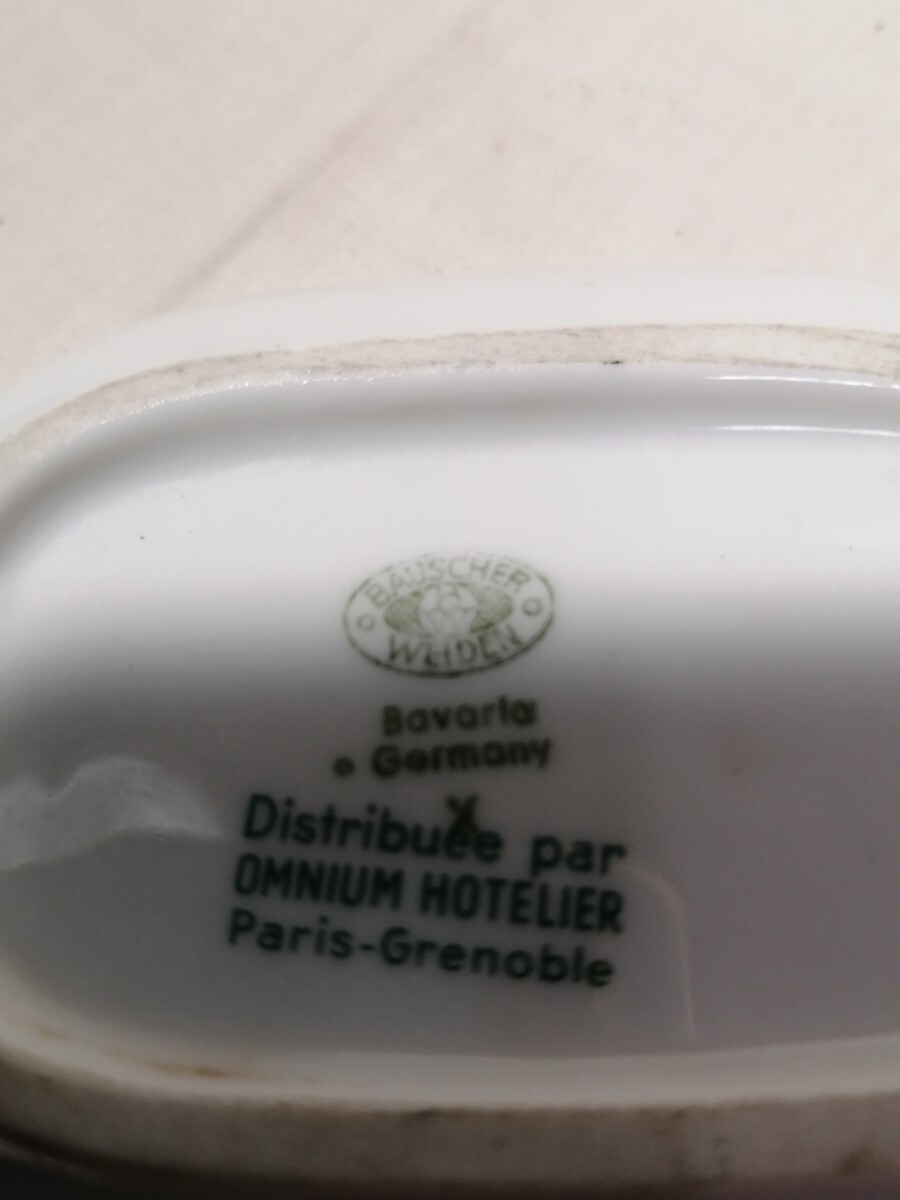 BAUSCHER
WEIDEN
Bavaria
Germany
X
Distribuée par
OMNIUM HOTELIER
Paris-Grenoble